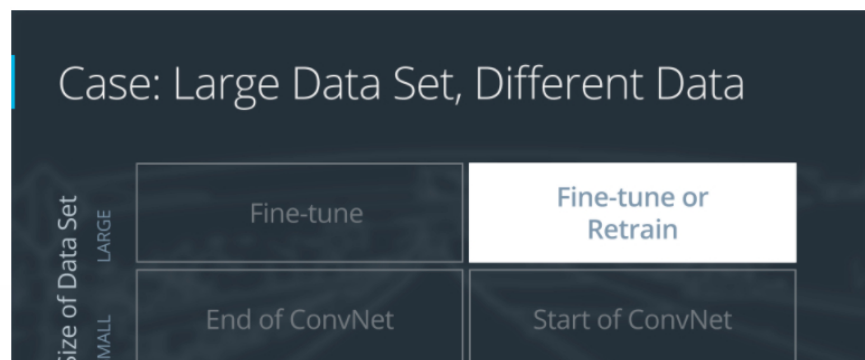 Case: Large Data Set, Different Data
Size of Data Set
LARGE
Fine-tune
Fine-tune or
Retrain
MALL
End of ConvNet
Start of ConvNet